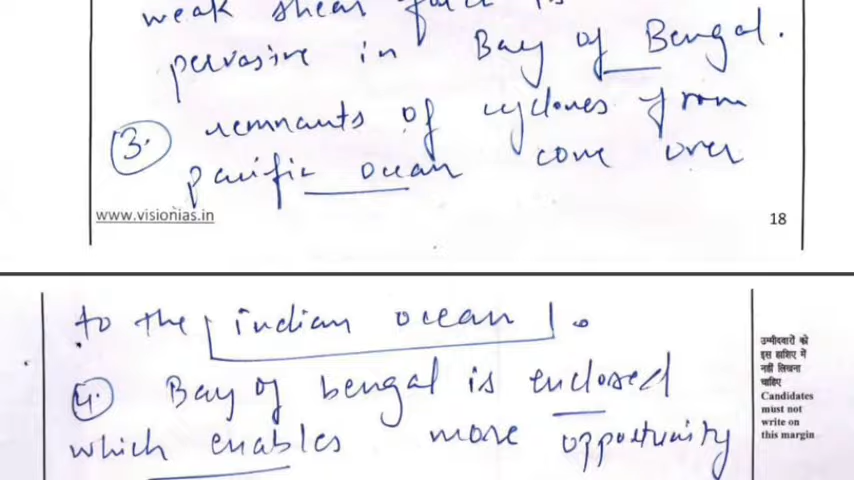 weak shear
pervasive in Bay of Bengal.
3. remnants of cyclones from
pacific ocean come over
www.visionias.in
18
to the indian ocean.
4. Bay of bengal is enclosed
which enables more opportunity
उम्मीदवारों को
इस हाशिए में
नहीं लिखना
चाहिए
Candidates
must not
write on
this margin